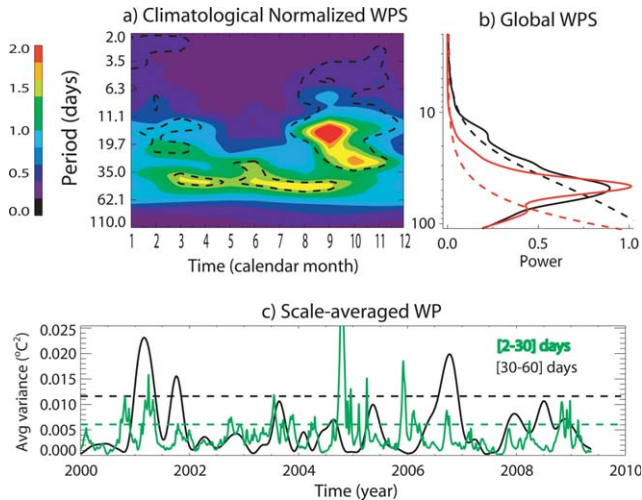 a) Climatological Normalized WPS
b) Global WPS
2.0
1.5
1.0
0.5
0.0
Period (days)
2.0
3.5
6.3
11.1
19.7
35.0
62.1
110.0
1 2 3 4 5 6 7 8 9 10 11 12
Time (calendar month)
10
100
0.0 0.5 1.0
Power
c) Scale-averaged WP
Avg variance (°C²)
0.025
0.020
0.015
0.010
0.005
0.000
[2-30] days
[30-60] days
2000 2002 2004 2006 2008 2010
Time (year)